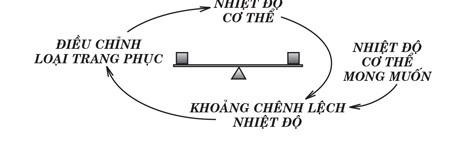 NHIỆT ĐỘ
CƠ THỂ
ĐIỀU CHỈNH
LOẠI TRANG PHỤC
NHIỆT ĐỘ
CƠ THỂ
MONG MUỐN
KHOẢNG CHÊNH LỆCH
NHIỆT ĐỘ